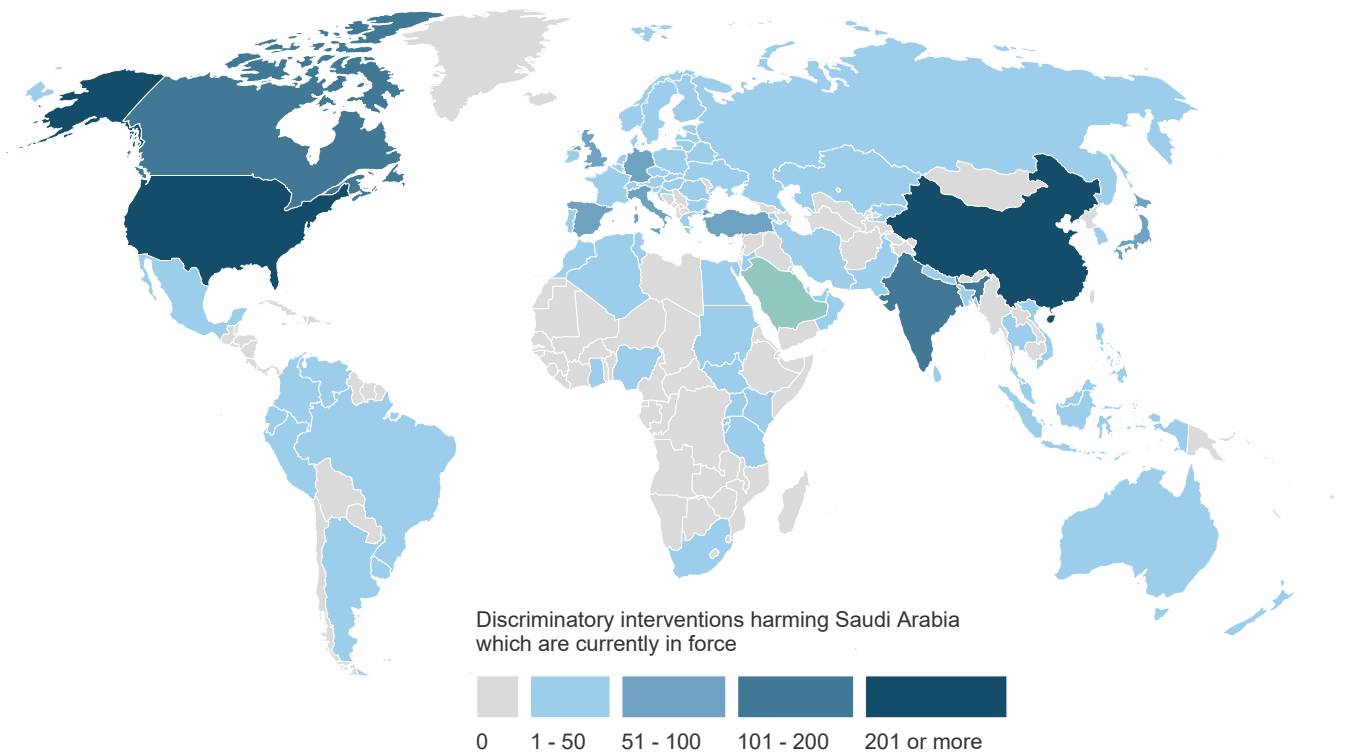 Discriminatory interventions harming Saudi Arabia
which are currently in force
0 1 - 50 51 - 100 101 - 200 201 or more